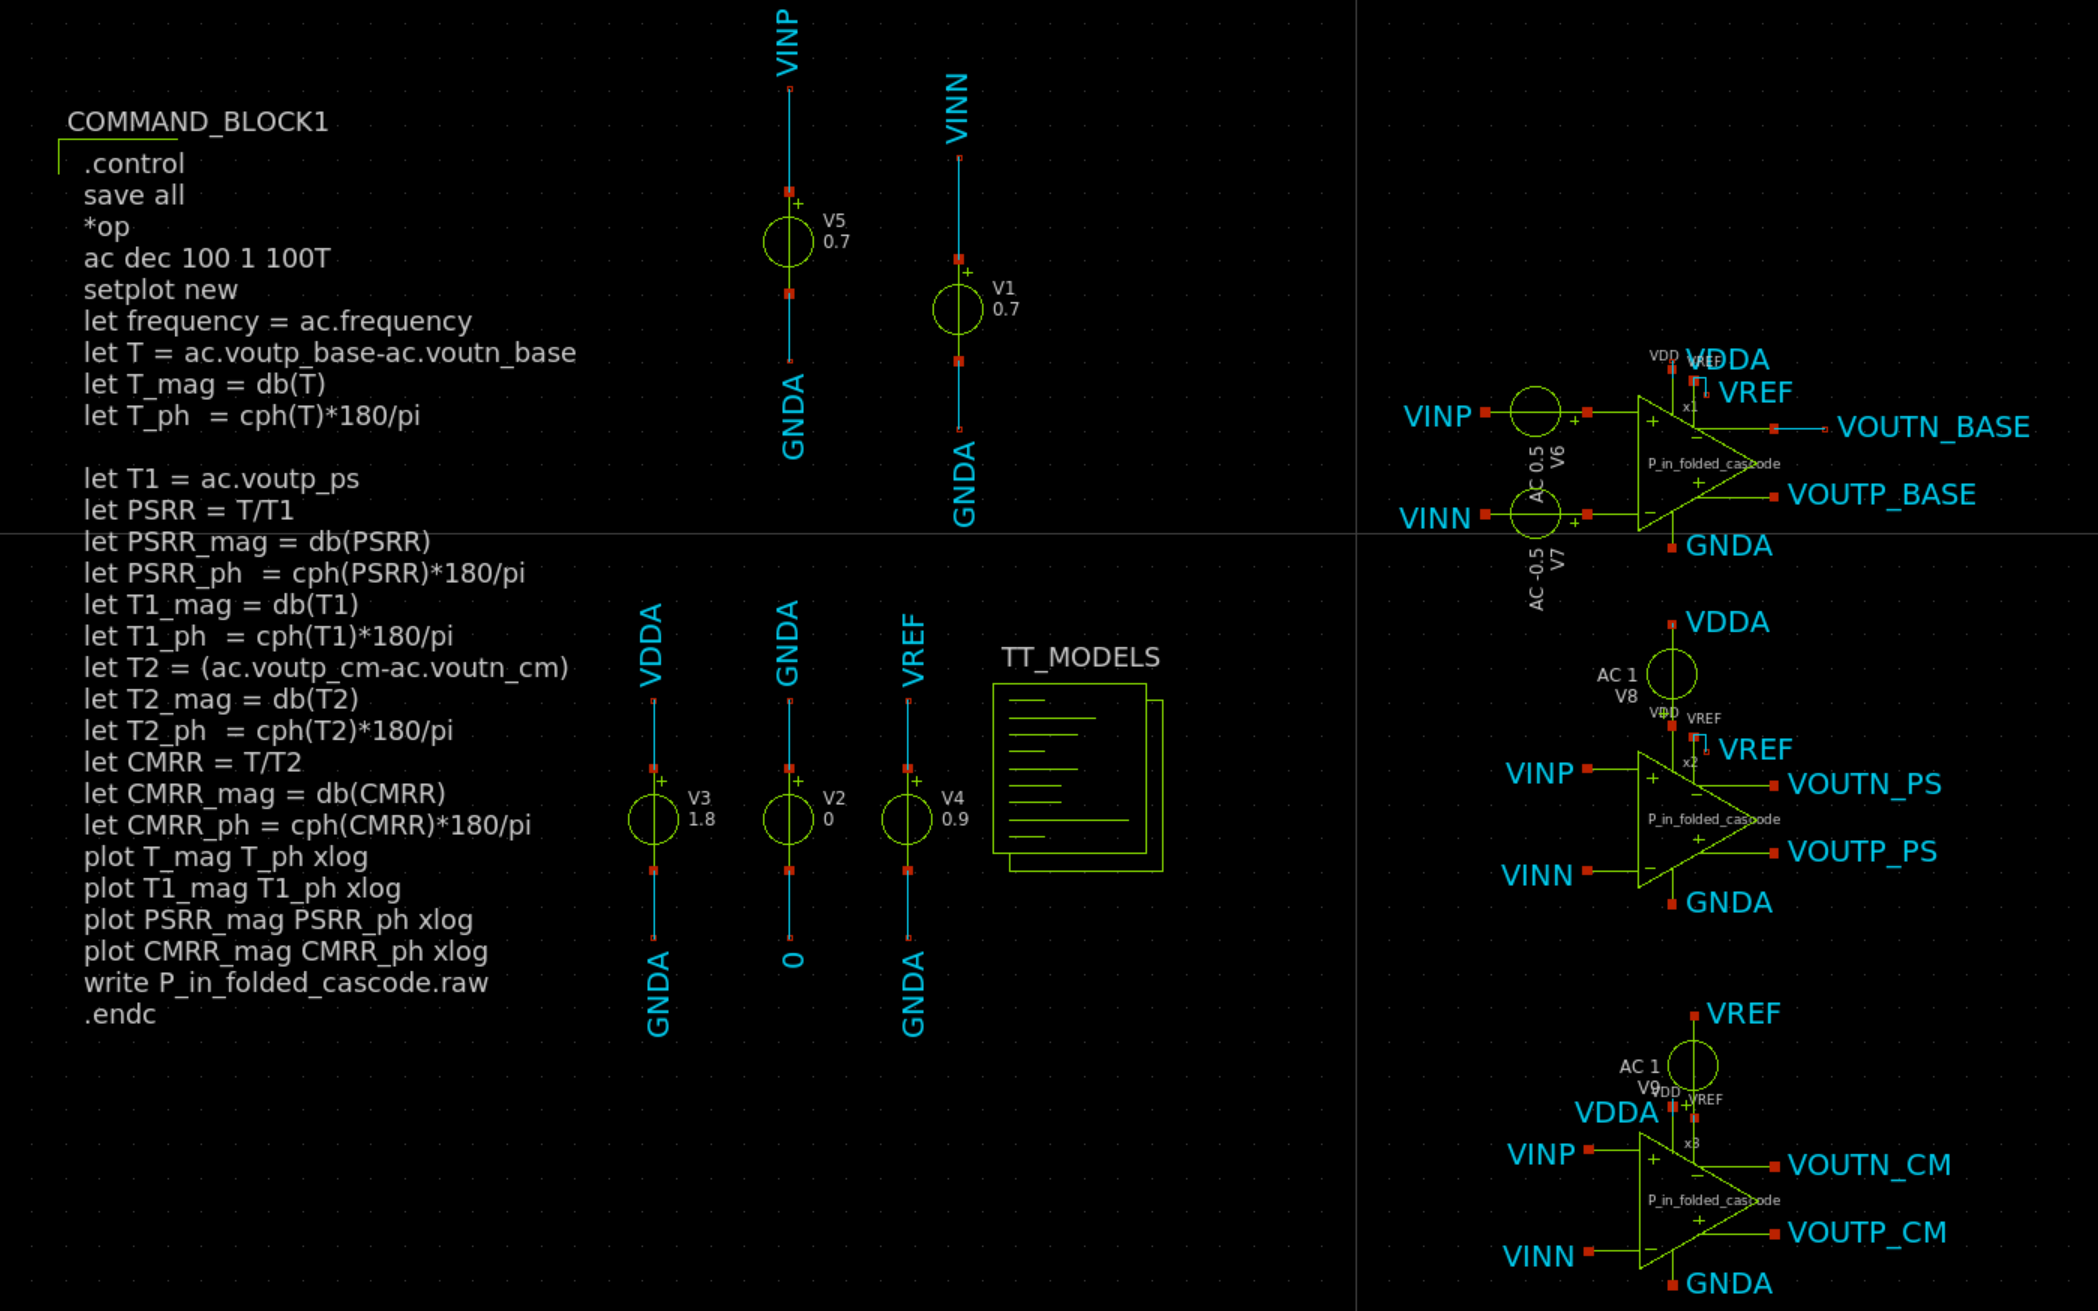 COMMAND_BLOCK1
.control
save all
*op
ac dec 100 1 100T
setplot new
let frequency = ac.frequency
let T = ac.voutp_base-ac.voutn_base
let T_mag = db(T)
let T_ph  = cph(T)*180/pi
let T1 = ac.voutp_ps
let PSRR = T/T1
let PSRR_mag = db(PSRR)
let PSRR_ph  = cph(PSRR)*180/pi
let T1_mag = db(T1)
let T1_ph  = cph(T1)*180/pi
let T2 = (ac.voutp_cm-ac.voutn_cm)
let T2_mag = db(T2)
let T2_ph  = cph(T2)*180/pi
let CMRR = T/T2
let CMRR_mag = db(CMRR)
let CMRR_ph = cph(CMRR)*180/pi
plot T_mag T_ph xlog
plot T1_mag T1_ph xlog
plot PSRR_mag PSRR_ph xlog
plot CMRR_mag CMRR_ph xlog
write P_in_folded_cascode.raw
.endc
VINP
+
V5
0.7
GNDA
VINN
+
V1
0.7
GNDA
VDDA
+
V3
1.8
GNDA
GNDA
+
V2
0
0
VREF
+
V4
0.9
GNDA
TT_MODELS
VDD
VREF
VDDA
VREF
x1
VINP
+
AC 0.5
V6
VINN
+
AC -0.5
V7
+
−
P_in_folded_cascode
+
−
VOUTN_BASE
VOUTP_BASE
GNDA
VDDA
AC 1
V8
+
VDD
VREF
VREF
x2
VINP
+
−
VOUTN_PS
P_in_folded_cascode
+
VOUTP_PS
VINN
−
GNDA
VREF
AC 1
V9
VDD
+
VREF
VDDA
x3
VINP
+
−
VOUTN_CM
P_in_folded_cascode
+
VOUTP_CM
VINN
−
GNDA